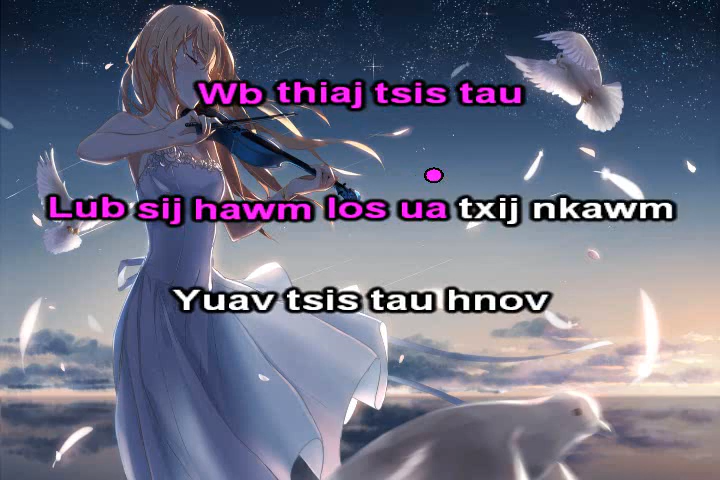 Wb thiaj tsis tau
Lub sij hawm los ua txij nkawm
Yuav tsis tau hnov